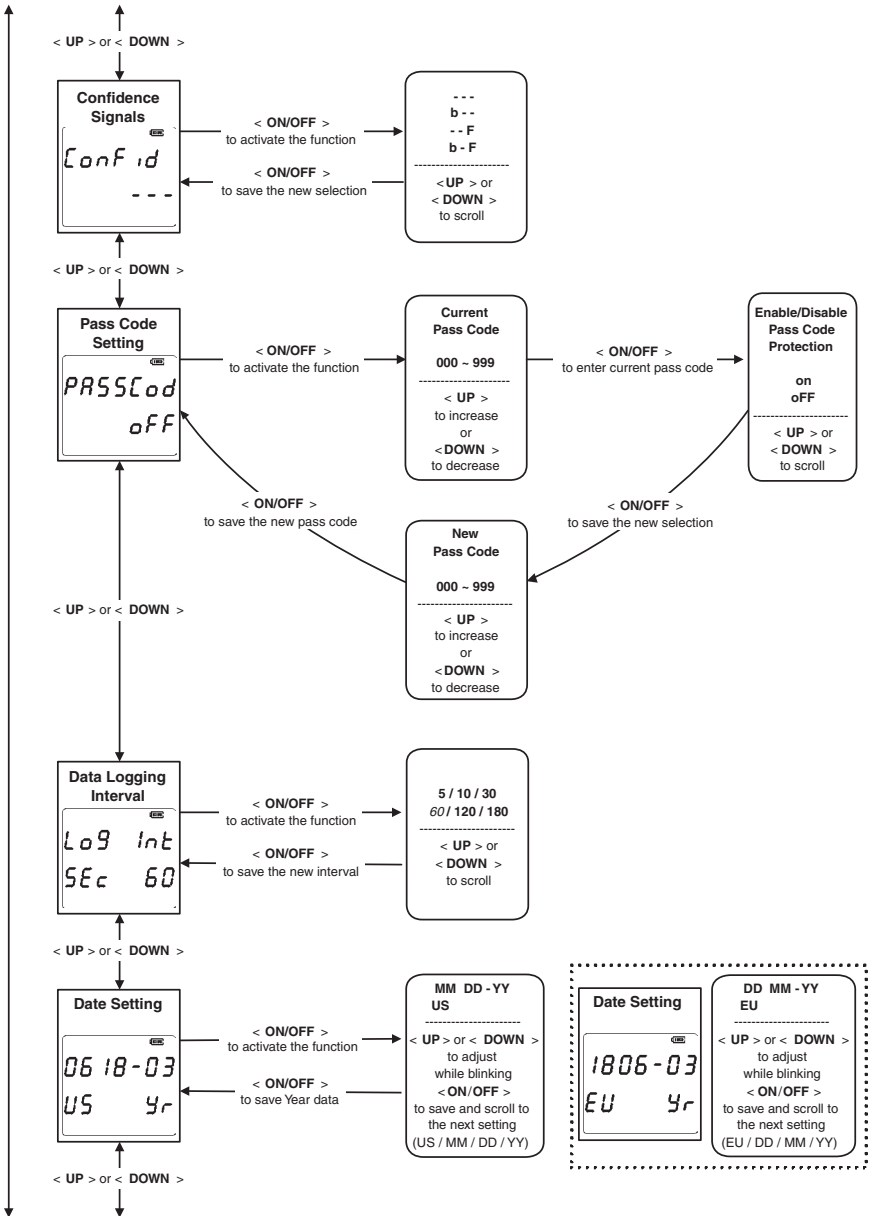 < UP > or < DOWN >
Confidence
Signals
ConFid
---
< ON/OFF >
to activate the function
< ON/OFF >
to save the new selection
---
b--
--F
b-F
<UP > or
< DOWN >
to scroll
< UP > or < DOWN >
Pass Code
Setting
PASSCod
oFF
< ON/OFF >
to activate the function
Current
Pass Code
000 ~ 999
< UP >
to increase
or
<DOWN >
to decrease
< ON/OFF >
to enter current pass code
Enable/Disable
Pass Code
Protection
on
oFF
< UP > or
< DOWN >
to scroll
< ON/OFF >
to save the new selection
New
Pass Code
000 ~ 999
< UP >
to increase
or
<DOWN >
to decrease
< ON/OFF >
to save the new pass code
< UP > or < DOWN >
Data Logging
Interval
Log Int
SEc 60
< ON/OFF >
to activate the function
< ON/OFF >
to save the new interval
5 / 10 / 30
60 / 120 / 180
< UP > or
< DOWN >
to scroll
< UP > or < DOWN >
Date Setting
0618-03
US Yr
< ON/OFF >
to activate the function
< ON/OFF >
to save Year data
MM DD - YY
US
< UP > or < DOWN >
to adjust
while blinking
< ON/OFF >
to save and scroll to
the next setting
(US / MM / DD / YY)
Date Setting
1806-03
EU Yr
DD MM - YY
EU
< UP > or < DOWN >
to adjust
while blinking
< ON/OFF >
to save and scroll to
the next setting
(EU / DD / MM / YY)
< UP > or < DOWN >